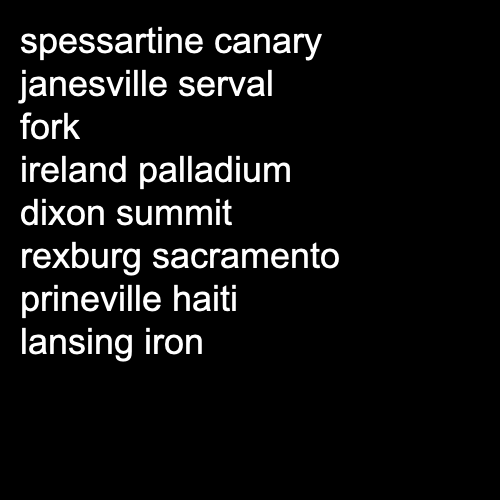 spessartine canary
janesville serval
fork
ireland palladium
dixon summit
rexburg sacramento
prineville haiti
lansing iron